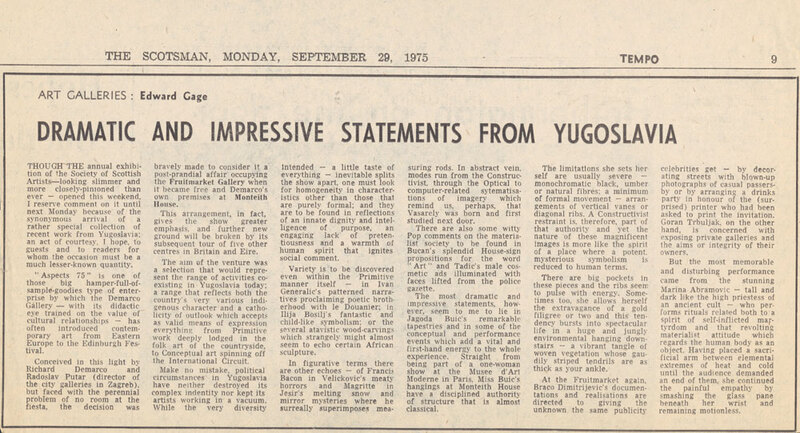 THE SCOTSMAN, MONDAY, SEPTEMBER 29, 1975 TEMPO 9
ART GALLERIES : Edward Gage
DRAMATIC AND IMPRESSIVE STATEMENTS FROM YUGOSLAVIA
THOUGH THE annual exhibi-
tion of the Society of Scottish
Artists—looking slimmer and
more closely-pinioned than
ever — opened this weekend,
I reserve comment on it until
next Monday because of the
synonymous arrival of a
rather special collection of
recent work from Yugoslavia;
an act of courtesy, I hope, to
guests and to readers for
whom the occasion must be a
much lesser-known quantity.
"Aspects 75" is one of
those big hamper-full-of-
sample-goodies type of enter-
prise by which the Demarco
Gallery — with its didactic
eye trained on the value of
cultural relationships — has
often introduced contem-
porary art from Eastern
Europe to the Edinburgh Fes-
tival.
Conceived in this light by
Richard Demarco and
Radoslav Putar (director of
the city galleries in Zagreb),
but faced with the perennial
problem of no room at the
fiesta, the decision was
bravely made to consider it a
post-prandial affair occupying
the Fruitmarket Gallery when
it became free and Demarco's
own premises at Monteith
House.
This arrangement, in fact,
gives the show greater
emphasis, and further new
ground will be broken by its
subsequent tour of five other
centres in Britain and Eire.
The aim of the venture was
a selection that would repre-
sent the range of activities co-
existing in Yugoslavia today;
a range that reflects both the
country's very various indi-
genous character and a catho-
licity of outlook which accepts
as valid means of expression
everything from Primitive
work deeply lodged in the
folk art of the countryside,
to Conceptual art spinning off
the International Circuit.
Make no mistake, political
circumstances in Yugoslavia
have neither destroyed its
complex indentity nor kept its
artists working in a vacuum.
While the very diversity
intended — a little taste of
everything — inevitable splits
the show apart, one must look
for homogeneity in character-
istics other than those that
are purely formal; and they
are to be found in reflections
of an innate dignity and intel-
ligence of purpose, an
engaging lack of preten-
tiousness and a warmth of
human spirit that ignites
social comment.
Variety is to be discovered
even within the Primitive
manner itself — in Ivan
Generalic's patterned narra-
tives proclaiming poetic broth-
erhood with le Douanier; in
Ilija Bosilj's fantastic and
child-like symbolism; or the
several atavistic wood-carvings
which strangely might almost
seem to echo certain African
sculpture.
In figurative terms there
are other echoes — of Francis
Bacon in Velickovic's meaty
horrors and Magritte in
Jesir's melting snow and
mirror mysteries where he
surreally superimposes mea-
suring rods. In abstract vein,
modes run from the Construc-
tivist, through the Optical to
computer-related sytematisa-
tions of imagery which
remind us, perhaps, that
Vasarely was born and first
studied next door.
There are also some witty
Pop comments on the materia-
list society to be found in
Bucan's splendid House-sign
propositions for the word
"Art" and Tadic's male cos-
metic ads illuminated with
faces lifted from the police
gazette.
The most dramatic and
impressive statements, how-
ever, seem to me to lie in
Jagoda Buic's remarkable
tapestries and in some of the
conceptual and performance
events which add a vital and
first-hand energy to the whole
experience. Straight from
being part of a one-woman
show at the Musee d'Art
Moderne in Paris, Miss Buic's
hangings at Monteith House
have a disciplined authority
of structure that is almost
classical.
The limitations she sets her
self are usually severe —
monochromatic black, umber
or natural fibres; a minimum
of formal movement — arrange-
ments of vertical vanes or
diagonal ribs. A Constructivist
restraint is, therefore, part of
that authority and yet the
nature of these magnificent
images is more like the spirit
of a place where a potent,
mysterious symbolism is
reduced to human terms.
There are big pockets in
these pieces and the ribs seem
to pulse with energy. Some-
times too, she allows herself
the extravagance of a gold
filigree or two and this ten-
dency bursts into spectacular
life in a huge and jungly
environmental hanging down-
stairs — a vibrant tangle of
woven vegetation whose gau-
dily striped tendrils are as
thick as your ankle.
At the Fruitmarket again,
Braco Dimitrijevic's documen-
tations and realisations are
directed to giving the
unknown the same publicity
celebrities get — by decor-
ating streets with blown-up
photographs of casual passers-
by or by arranging a drinks
party in honour of the (sur-
prised) printer who had been
asked to print the invitation.
Goran Trbuljak, on the other
hand, is concerned with
exposing private galleries and
the aims or integrity of their
owners.
But the most memorable
and disturbing performance
came from the stunning
Marina Abramovic — tall and
dark like the high priestess of
an ancient cult — who per-
forms rituals related both to a
spirit of self-inflicted mar-
tyrdom and that revolting
materialist attitude which
regards the human body as an
object. Having placed a sacri-
ficial arm between elemental
extremes of heat and cold
until the audience demanded
an end of them, she continued
the painful empathy by
smashing the glass pane
beneath her wrist and
remaining motionless.